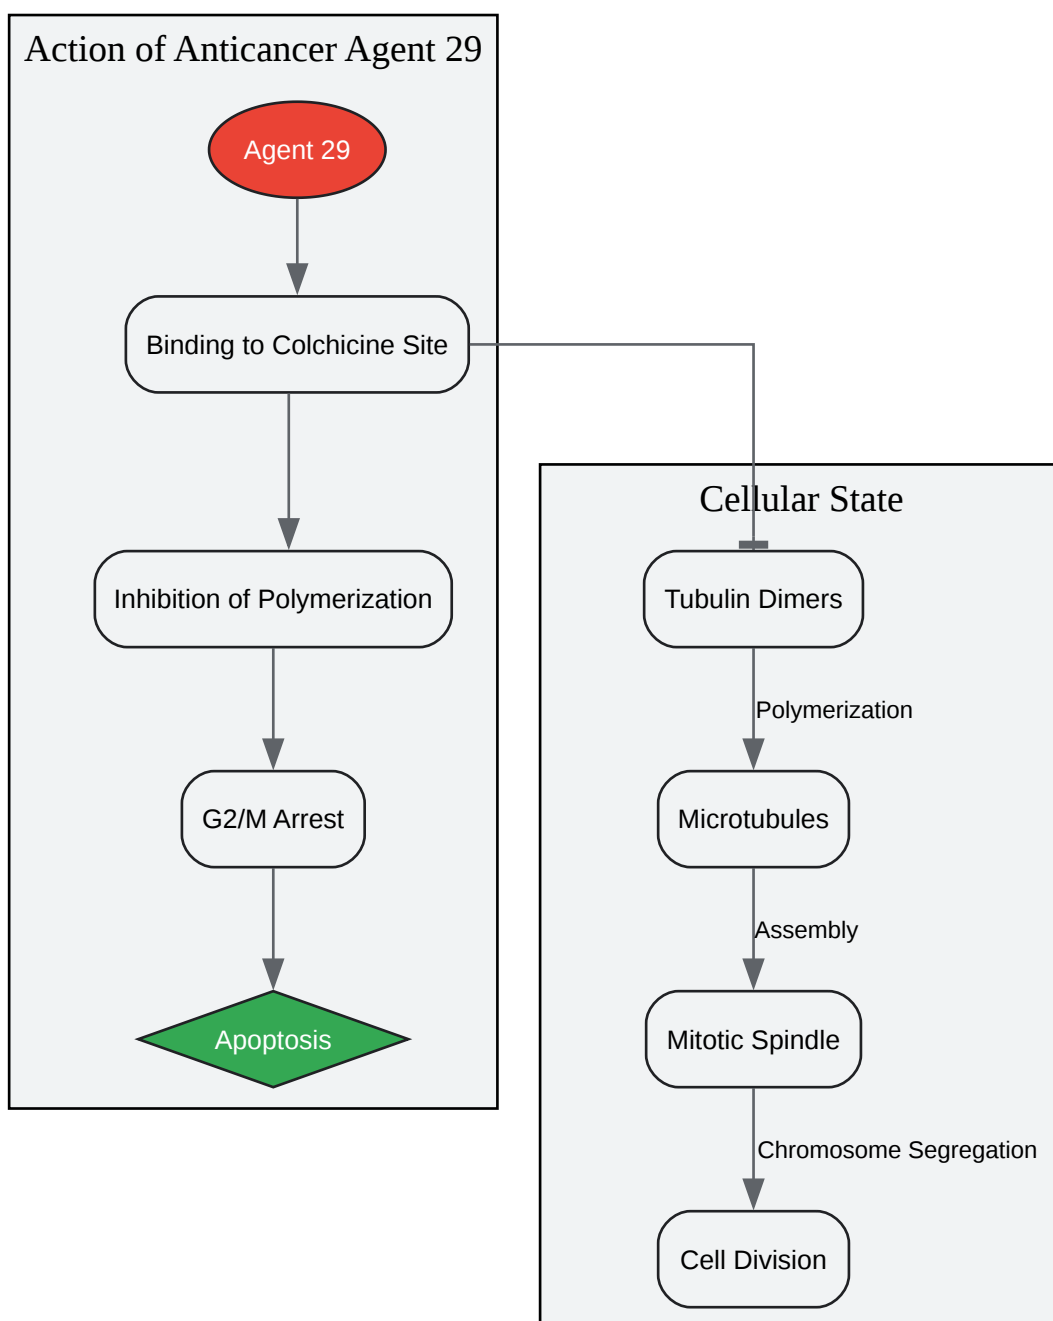 Action of Anticancer Agent 29
Agent 29
Binding to Colchicine Site
Inhibition of Polymerization
G2/M Arrest
Apoptosis
Cellular State
Tubulin Dimers
Polymerization
Microtubules
Assembly
Mitotic Spindle
Chromosome Segregation
Cell Division